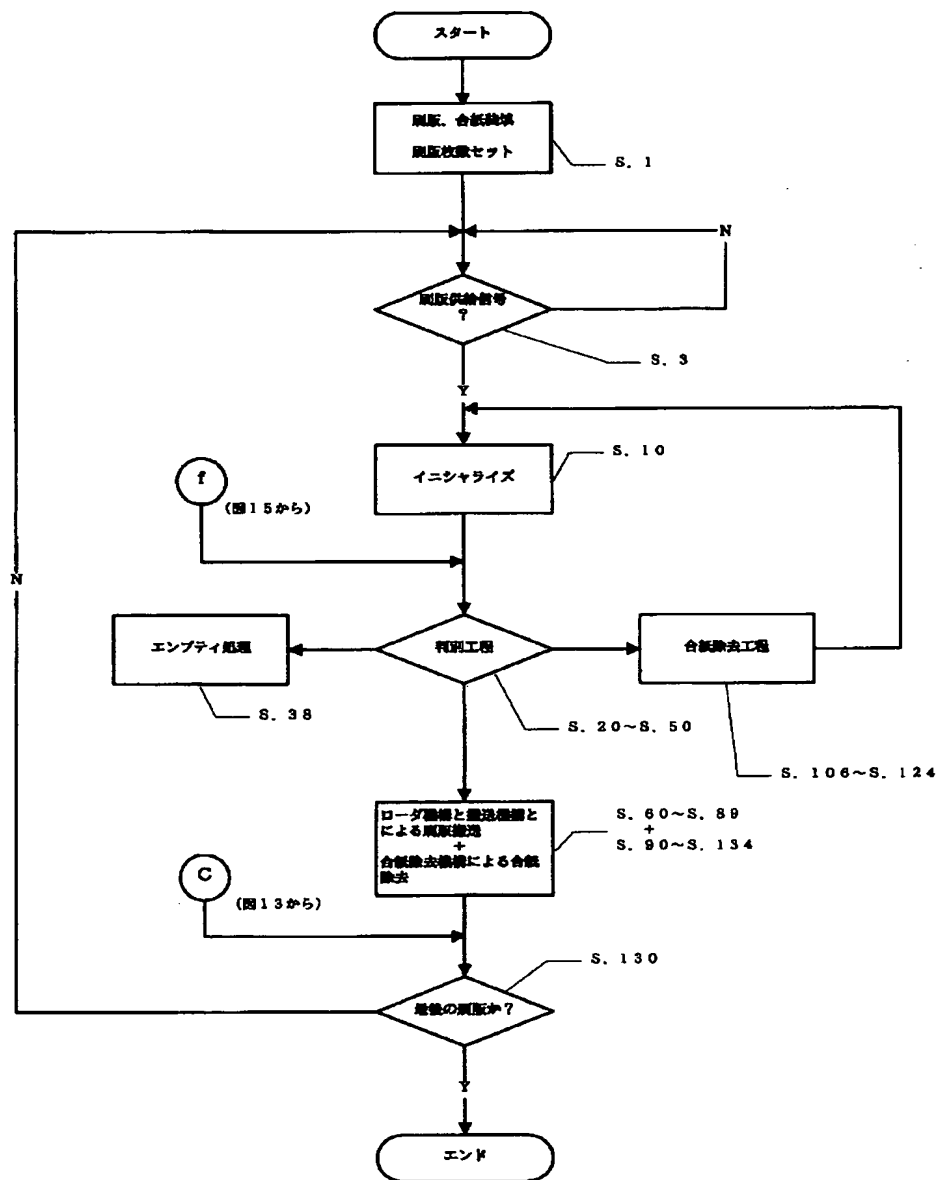 スタート
刷版、合紙装填
刷版枚数セット
S. 1
N
刷版供給信号
?
S. 3
Y
イニシャライズ
S. 10
f
(図15から)
N
エンプティ処理
判別工程
合紙除去工程
S. 38
S. 20～S. 50
S. 106～S. 124
ローダ機構と搬送機構と
による刷版搬送
+
合紙除去機構による合紙
除去
S. 60～S. 89
+
S. 90～S. 134
C
(図13から)
S. 130
最後の刷版か?
Y
エンド